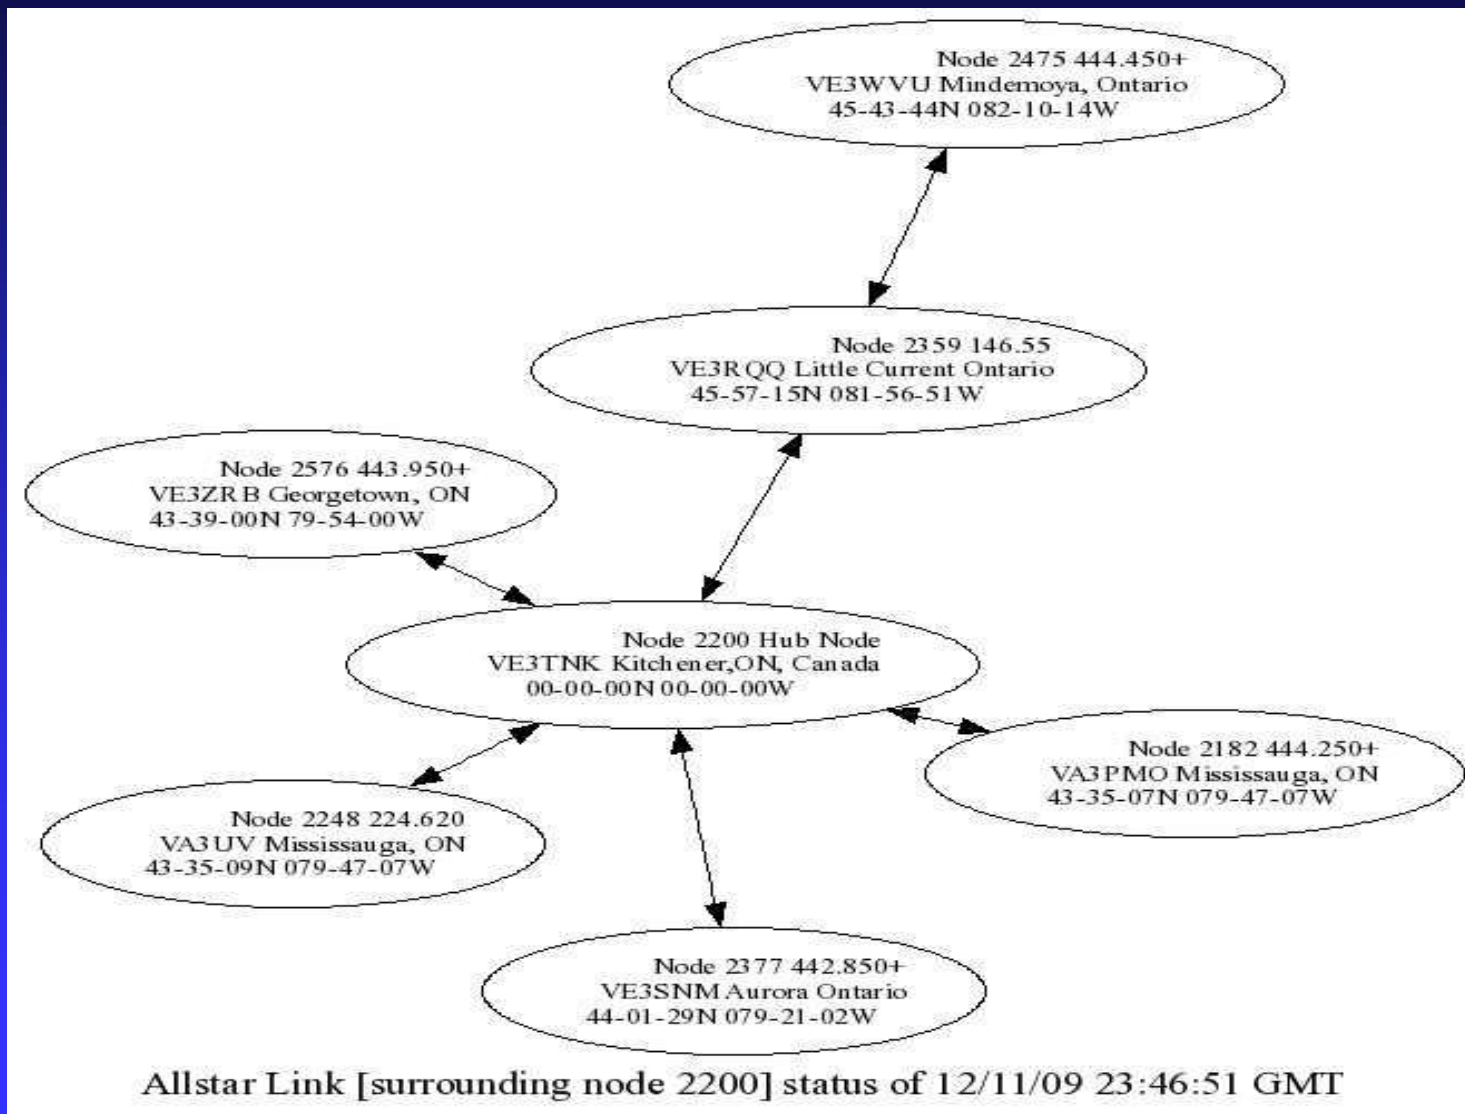 Node 2475 444.450+
VE3WVU Mindemoya, Ontario
45-43-44N 082-10-14W
Node 2359 146.55
VE3RQQ Little Current Ontario
45-57-15N 081-56-51W
Node 2576 443.950+
VE3ZRB Georgetown, ON
43-39-00N 79-54-00W
Node 2200 Hub Node
VE3TNK Kitchener,ON, Canada
00-00-00N 00-00-00W
Node 2182 444.250+
VA3PMO Mississauga, ON
43-35-07N 079-47-07W
Node 2248 224.620
VA3UV Mississauga, ON
43-35-09N 079-47-07W
Node 2377 442.850+
VE3SNM Aurora Ontario
44-01-29N 079-21-02W
Allstar Link [surrounding node 2200] status of 12/11/09 23:46:51 GMT